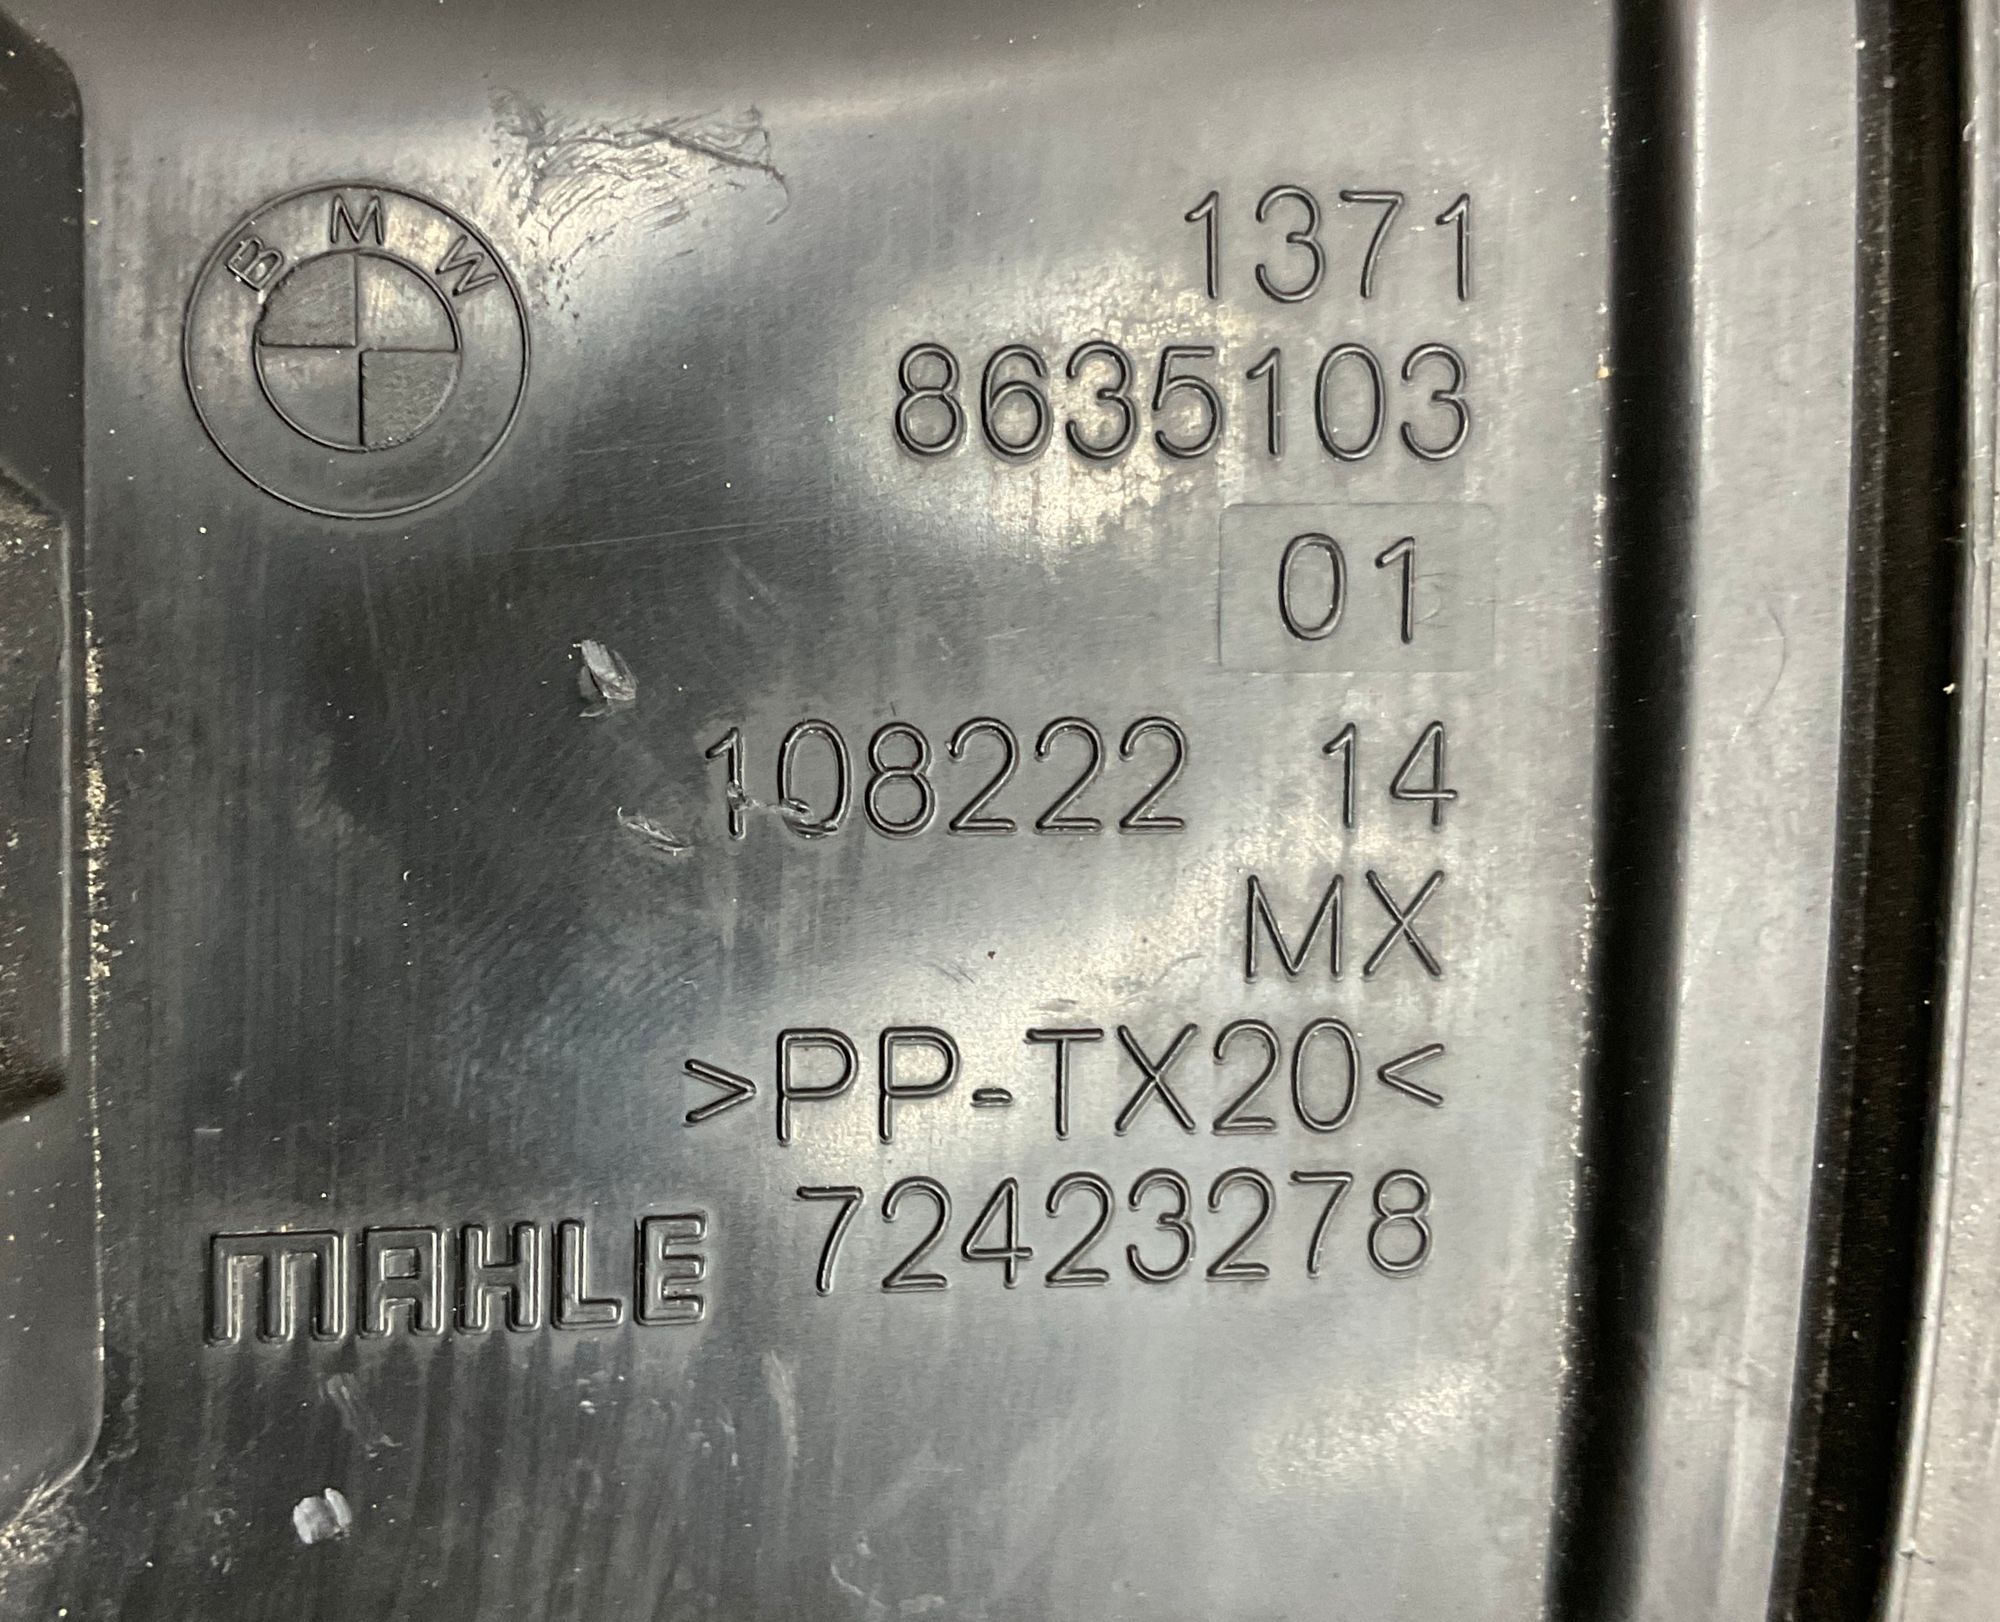 BMW
1371
8635103
01
108222 14
MX
>PP-TX20<
MAHLE 72423278